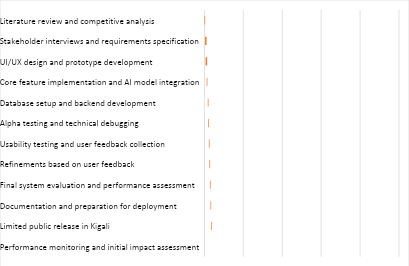 Literature review and competitive analysis
Stakeholder interviews and requirements specification
UI/UX design and prototype development
Core feature implementation and AI model integration
Database setup and backend development
Alpha testing and technical debugging
Usability testing and user feedback collection
Refinements based on user feedback
Final system evaluation and performance assessment
Documentation and preparation for deployment
Limited public release in Kigali
Performance monitoring and initial impact assessment